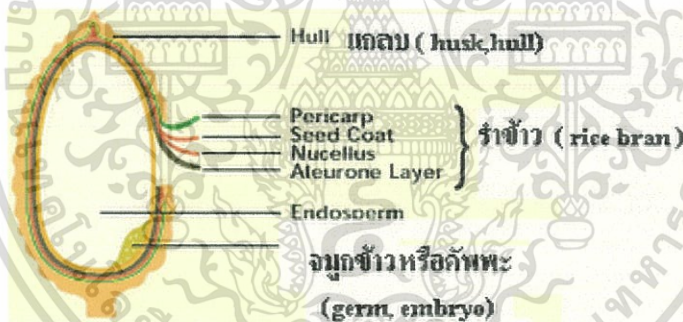 Hull แกลบ ( husk,hull)
Pericarp
Seed Coat
Nucellus
Aleurone Layer
รำข้าว ( rice bran )
Endosperm
จมูกข้าวหรือคัพพะ
(germ, embryo)